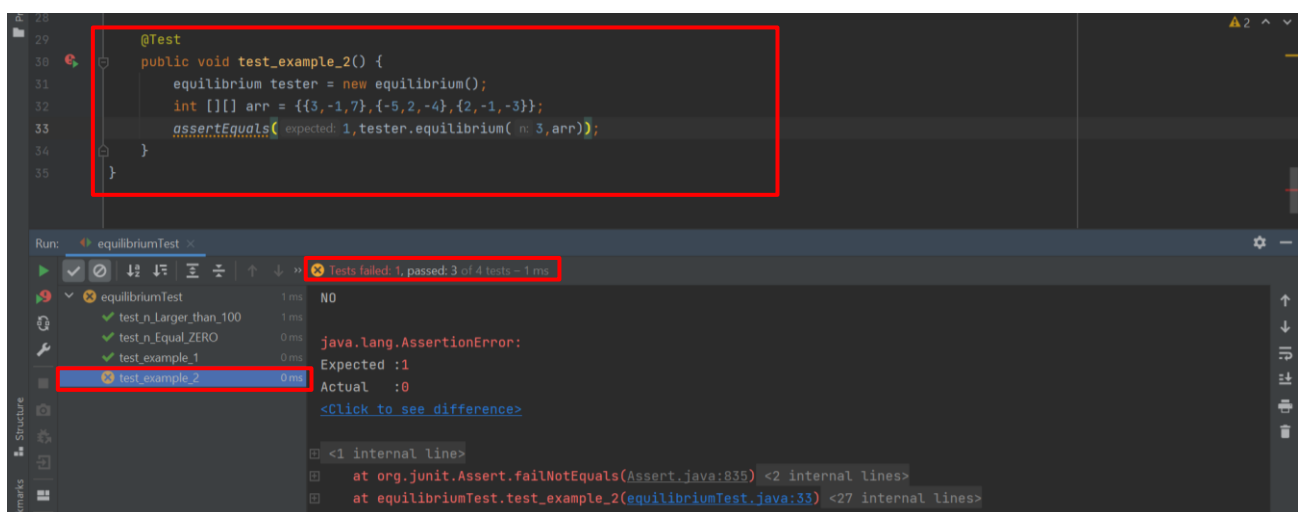 28
29 @Test
30 public void test_example_2() {
31 equilibrium tester = new equilibrium();
32 int [][] arr = {{3,-1,7},{-5,2,-4},{2,-1,-3}};
33 assertEquals( expected: 1,tester.equilibrium( n: 3,arr));
34 }
35 }
2
Run: equilibriumTest ×
» Tests failed: 1, passed: 3 of 4 tests – 1 ms
equilibriumTest 1 ms
test_n_Larger_than_100 1 ms
test_n_Equal_ZERO 0 ms
test_example_1 0 ms
test_example_2 0 ms
NO
java.lang.AssertionError:
Expected :1
Actual :0
<Click to see difference>
<1 internal line>
at org.junit.Assert.failNotEquals(Assert.java:835) <2 internal lines>
at equilibriumTest.test_example_2(equilibriumTest.java:33) <27 internal lines>
Structure